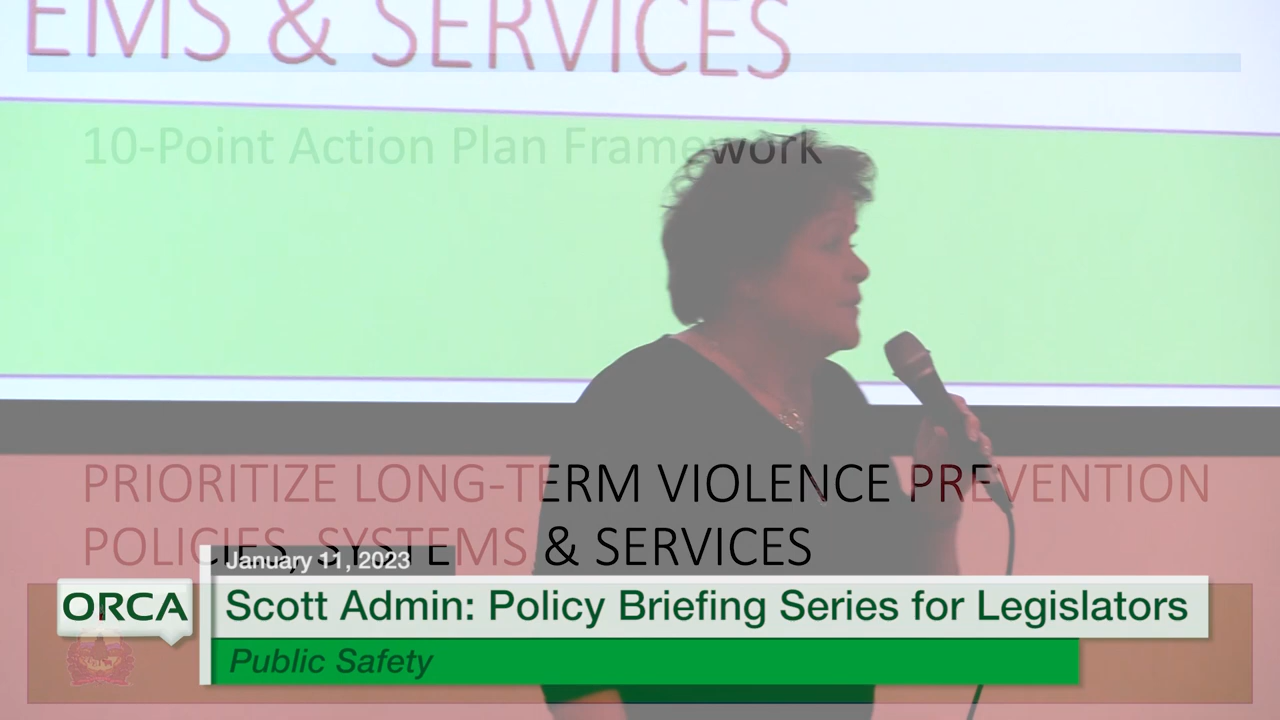 EMS & SERVICES
10-Point Action Plan Framework
PRIORITIZE LONG-TERM VIOLENCE PREVENTION
POLICIES, SYSTEMS & SERVICES
January 11, 2023
ORCA
Scott Admin: Policy Briefing Series for Legislators
Public Safety